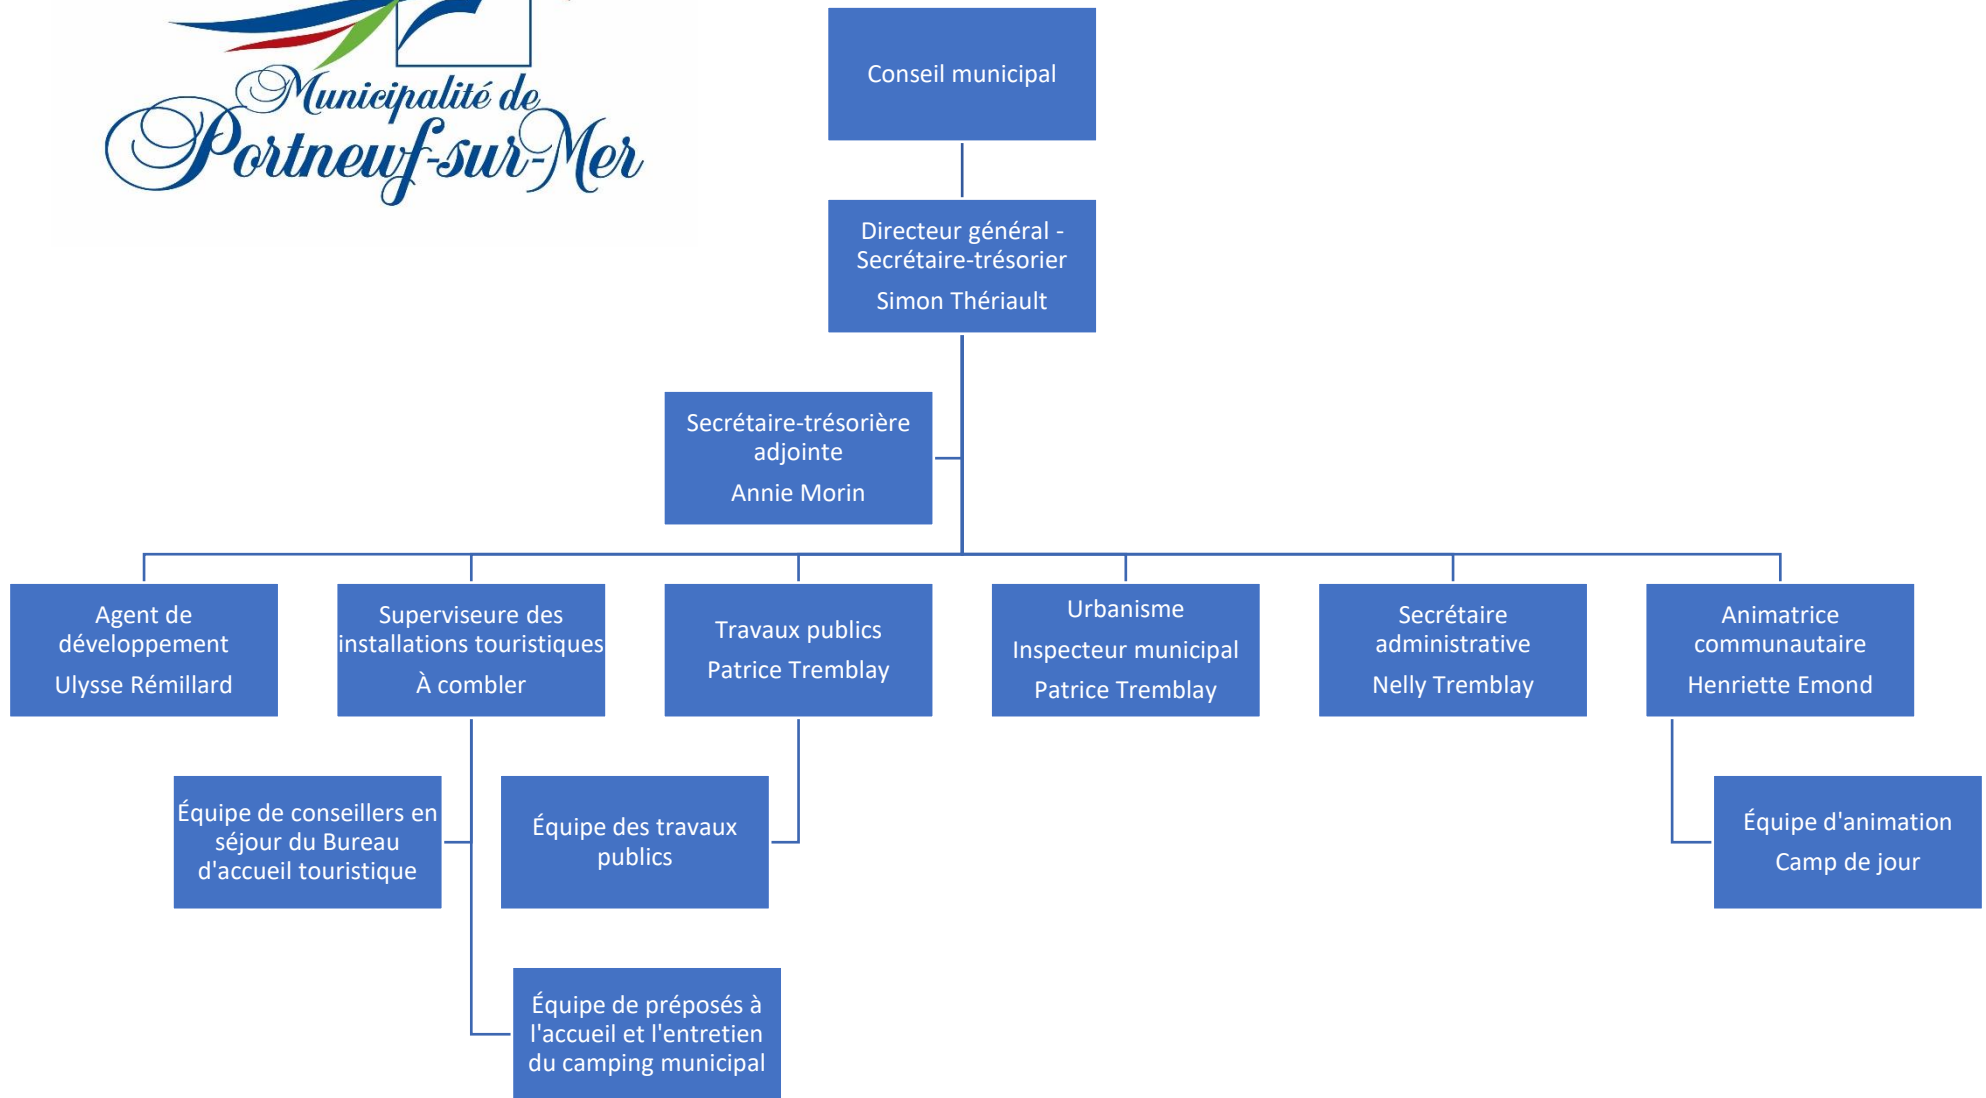 Municipalité de
Portneuf-sur-Mer
Conseil municipal
Directeur général -
Secrétaire-trésorier
Simon Thériault
Secrétaire-trésorière
adjointe
Annie Morin
Agent de
développement
Ulysse Rémillard
Superviseure des
installations touristiques
À combler
Travaux publics
Patrice Tremblay
Urbanisme
Inspecteur municipal
Patrice Tremblay
Secrétaire
administrative
Nelly Tremblay
Animatrice
communautaire
Henriette Emond
Équipe de conseillers en
séjour du Bureau
d'accueil touristique
Équipe des travaux
publics
Équipe d'animation
Camp de jour
Équipe de préposés à
l'accueil et l'entretien
du camping municipal